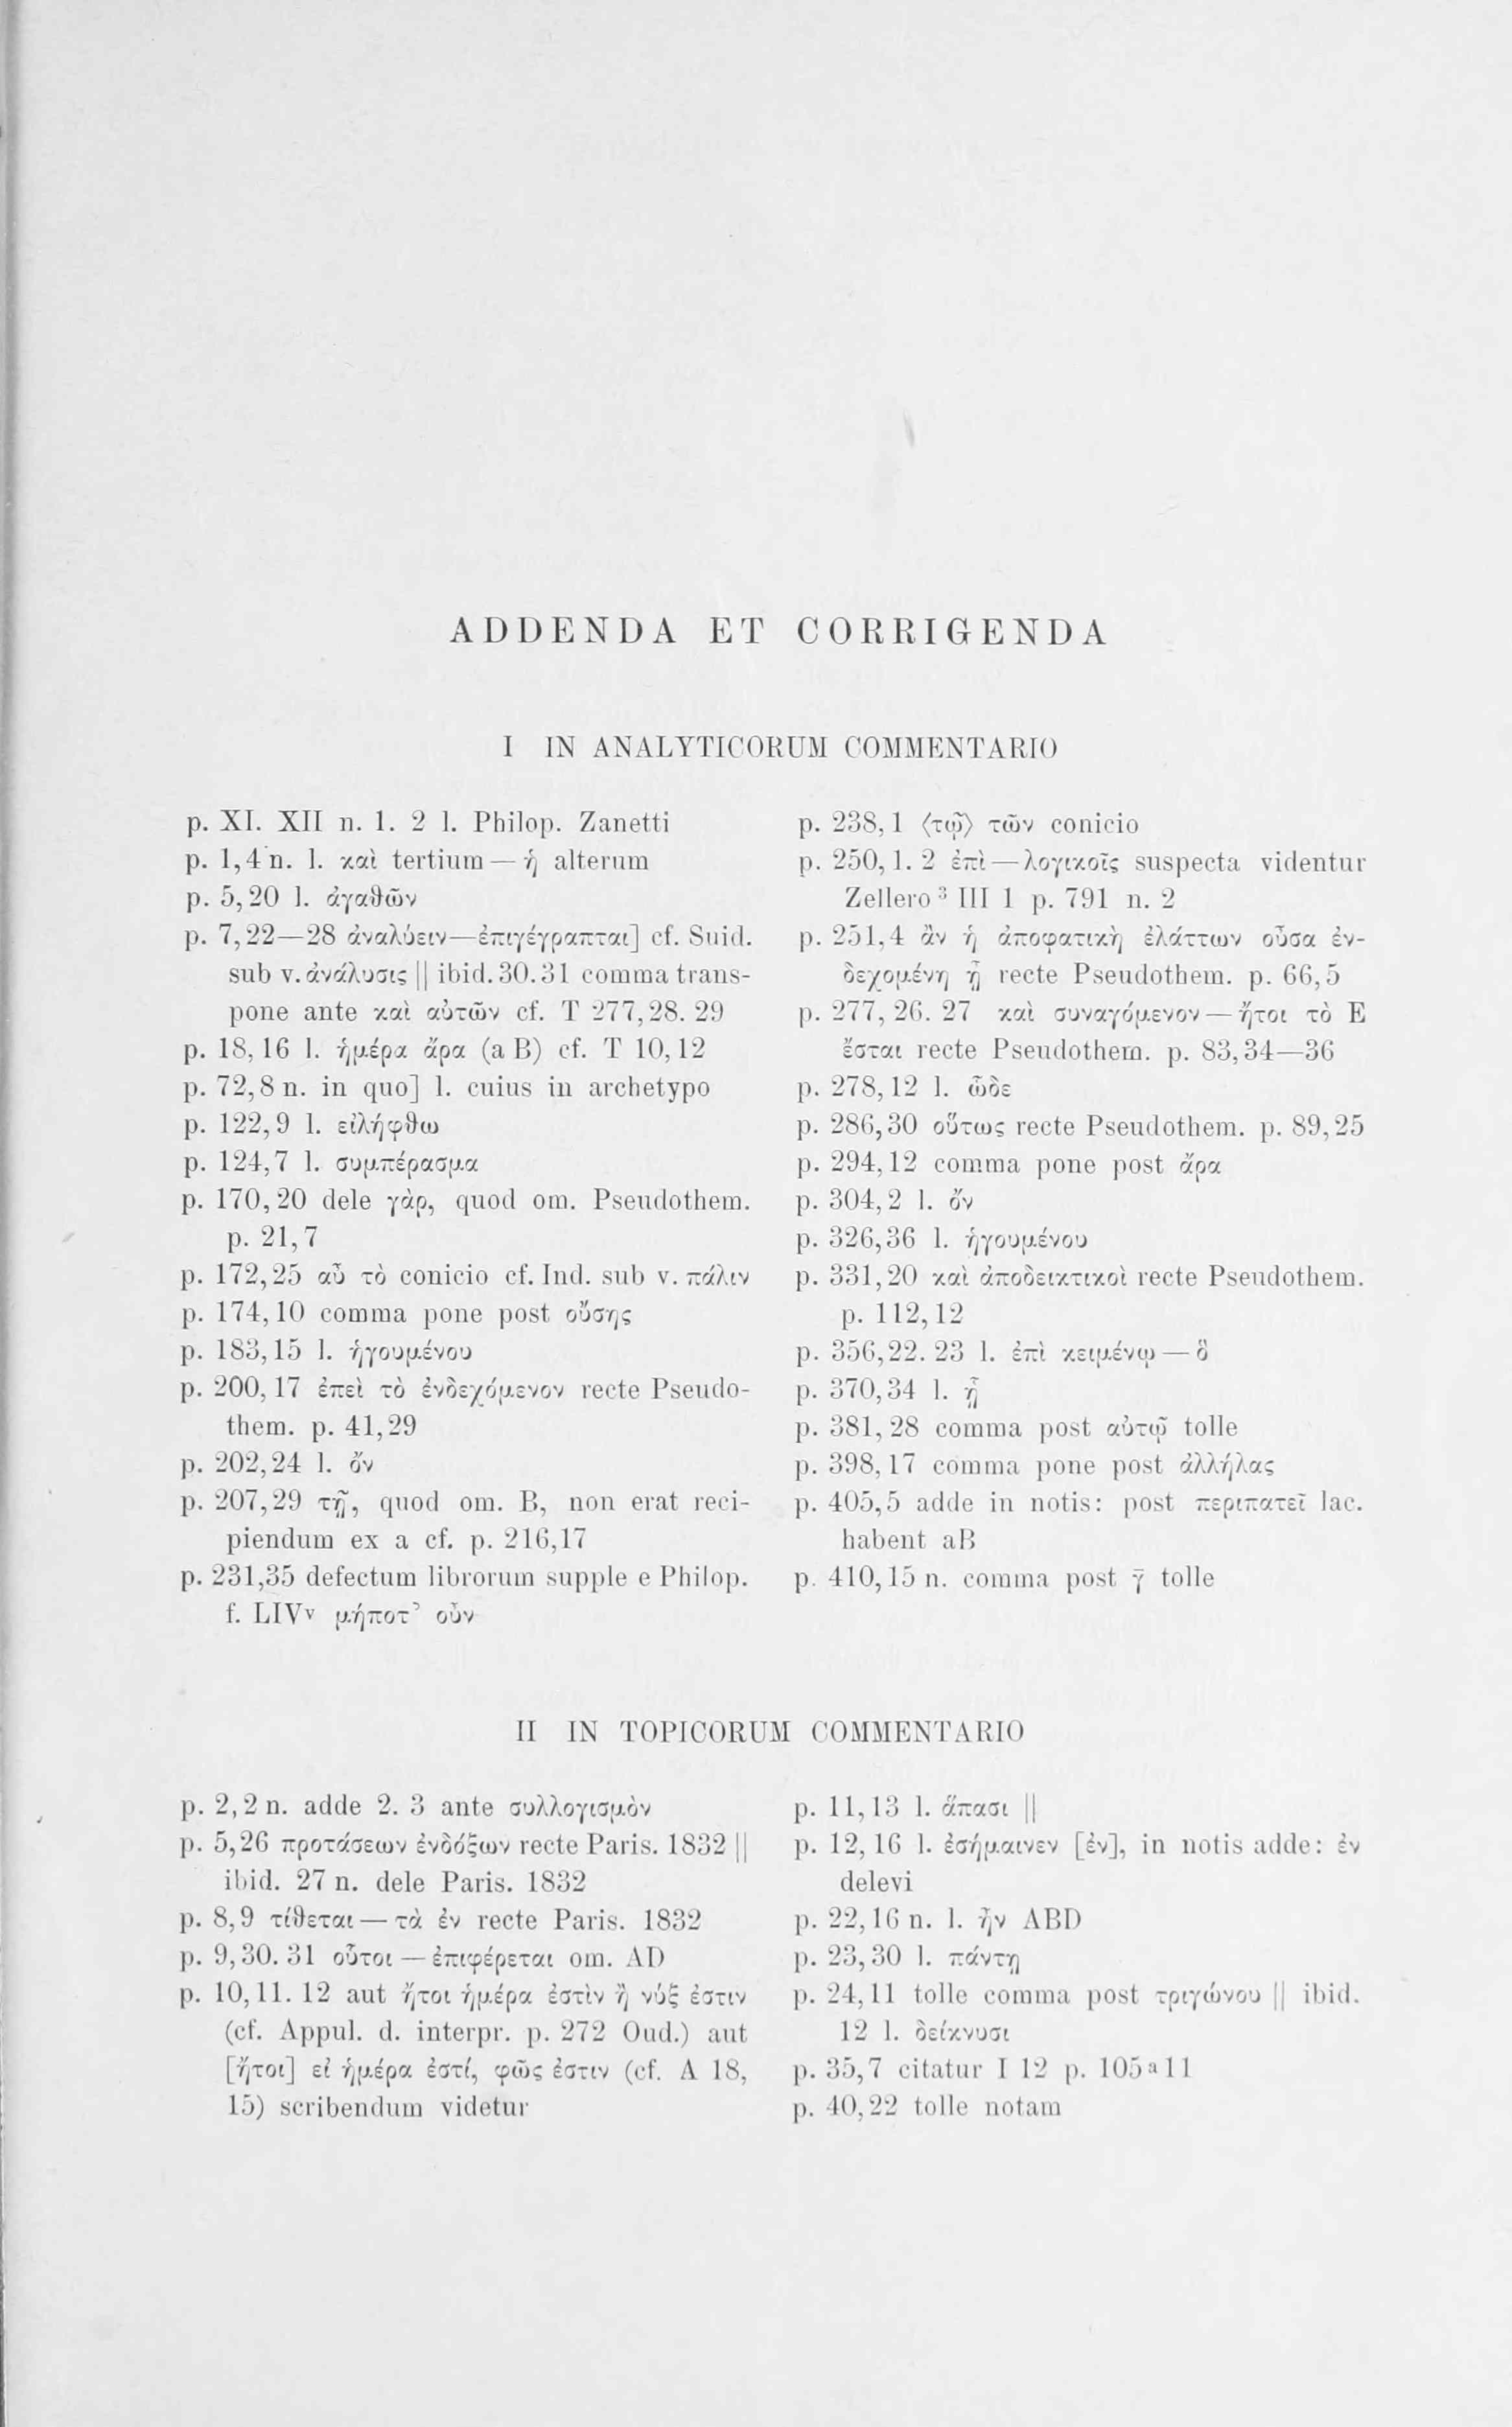 ADDENDA ET CORRIGENDA
I IN ANALYTICORUM COMMENTARIO
p. XI. XII n. 1. 2 l. Philop. Zanetti
p. 1,4 n. l. καὶ tertium — ἡ alterum
p. 5,20 l. ἀγαθῶν
p. 7,22—28 ἀναλύειν—ἐπιγέγραπται] cf. Suid.
sub v. ἀνάλυσις || ibid. 30. 31 comma trans-
pone ante καὶ αὐτῶν cf. T 277,28. 29
p. 18,16 l. ἡμέρα ἄρα (a B) cf. T 10,12
p. 72,8 n. in quo] l. cuius in archetypo
p. 122,9 l. εἰλήφθω
p. 124,7 l. συμπέρασμα
p. 170,20 dele γὰρ, quod om. Pseudothem.
p. 21,7
p. 172,25 αὖ τὸ conicio cf. Ind. sub v. πάλιν
p. 174,10 comma pone post οὔσης
p. 183,15 l. ἡγουμένου
p. 200,17 ἐπεὶ τὸ ἐνδεχόμενον recte Pseudo-
them. p. 41,29
p. 202,24 l. ὄν
p. 207,29 τῇ, quod om. B, non erat reci-
piendum ex a cf. p. 216,17
p. 231,35 defectum librorum supple e Philop.
f. LIVv μήποτ’ οὖν
p. 238,1 ⟨τῷ⟩ τῶν conicio
p. 250,1. 2 ἐπὶ—λογικοῖς suspecta videntur
Zellero³ III 1 p. 791 n. 2
p. 251,4 ἂν ἡ ἀποφατικὴ ἐλάττων οὖσα ἐν-
δεχομένη ᾖ recte Pseudothem. p. 66,5
p. 277, 26. 27 καὶ συναγόμενον — ἤτοι τὸ E
ἔσται recte Pseudothem. p. 83,34—36
p. 278,12 l. ὧδε
p. 286,30 οὕτως recte Pseudothem. p. 89,25
p. 294,12 comma pone post ἄρα
p. 304,2 l. ὄν
p. 326,36 l. ἡγουμένου
p. 331,20 καὶ ἀποδεικτικοὶ recte Pseudothem.
p. 112,12
p. 356,22. 23 l. ἐπὶ κειμένῳ — ὃ
p. 370,34 l. ᾖ
p. 381,28 comma post αὐτῷ tolle
p. 398,17 comma pone post ἀλλήλας
p. 405,5 adde in notis: post περιπατεῖ lac.
habent aB
p. 410,15 n. comma post γ̄ tolle
II IN TOPICORUM COMMENTARIO
p. 2,2 n. adde 2. 3 ante συλλογισμὸν
p. 5,26 προτάσεων ἐνδόξων recte Paris. 1832 ||
ibid. 27 n. dele Paris. 1832
p. 8,9 τίθεται — τὰ ἐν recte Paris. 1832
p. 9,30. 31 οὗτοι — ἐπιφέρεται om. AD
p. 10,11. 12 aut ἤτοι ἡμέρα ἐστὶν ἢ νύξ ἐστιν
(cf. Appul. d. interpr. p. 272 Oud.) aut
[ἤτοι] εἰ ἡμέρα ἐστί, φῶς ἐστιν (cf. A 18,
15) scribendum videtur
p. 11,13 l. ἅπασι ||
p. 12,16 l. ἐσήμαινεν [ἐν], in notis adde: ἐν
delevi
p. 22,16 n. l. ἦν ABD
p. 23,30 l. πάντῃ
p. 24,11 tolle comma post τριγώνου || ibid.
12 l. δείκνυσι
p. 35,7 citatur I 12 p. 105ª11
p. 40,22 tolle notam